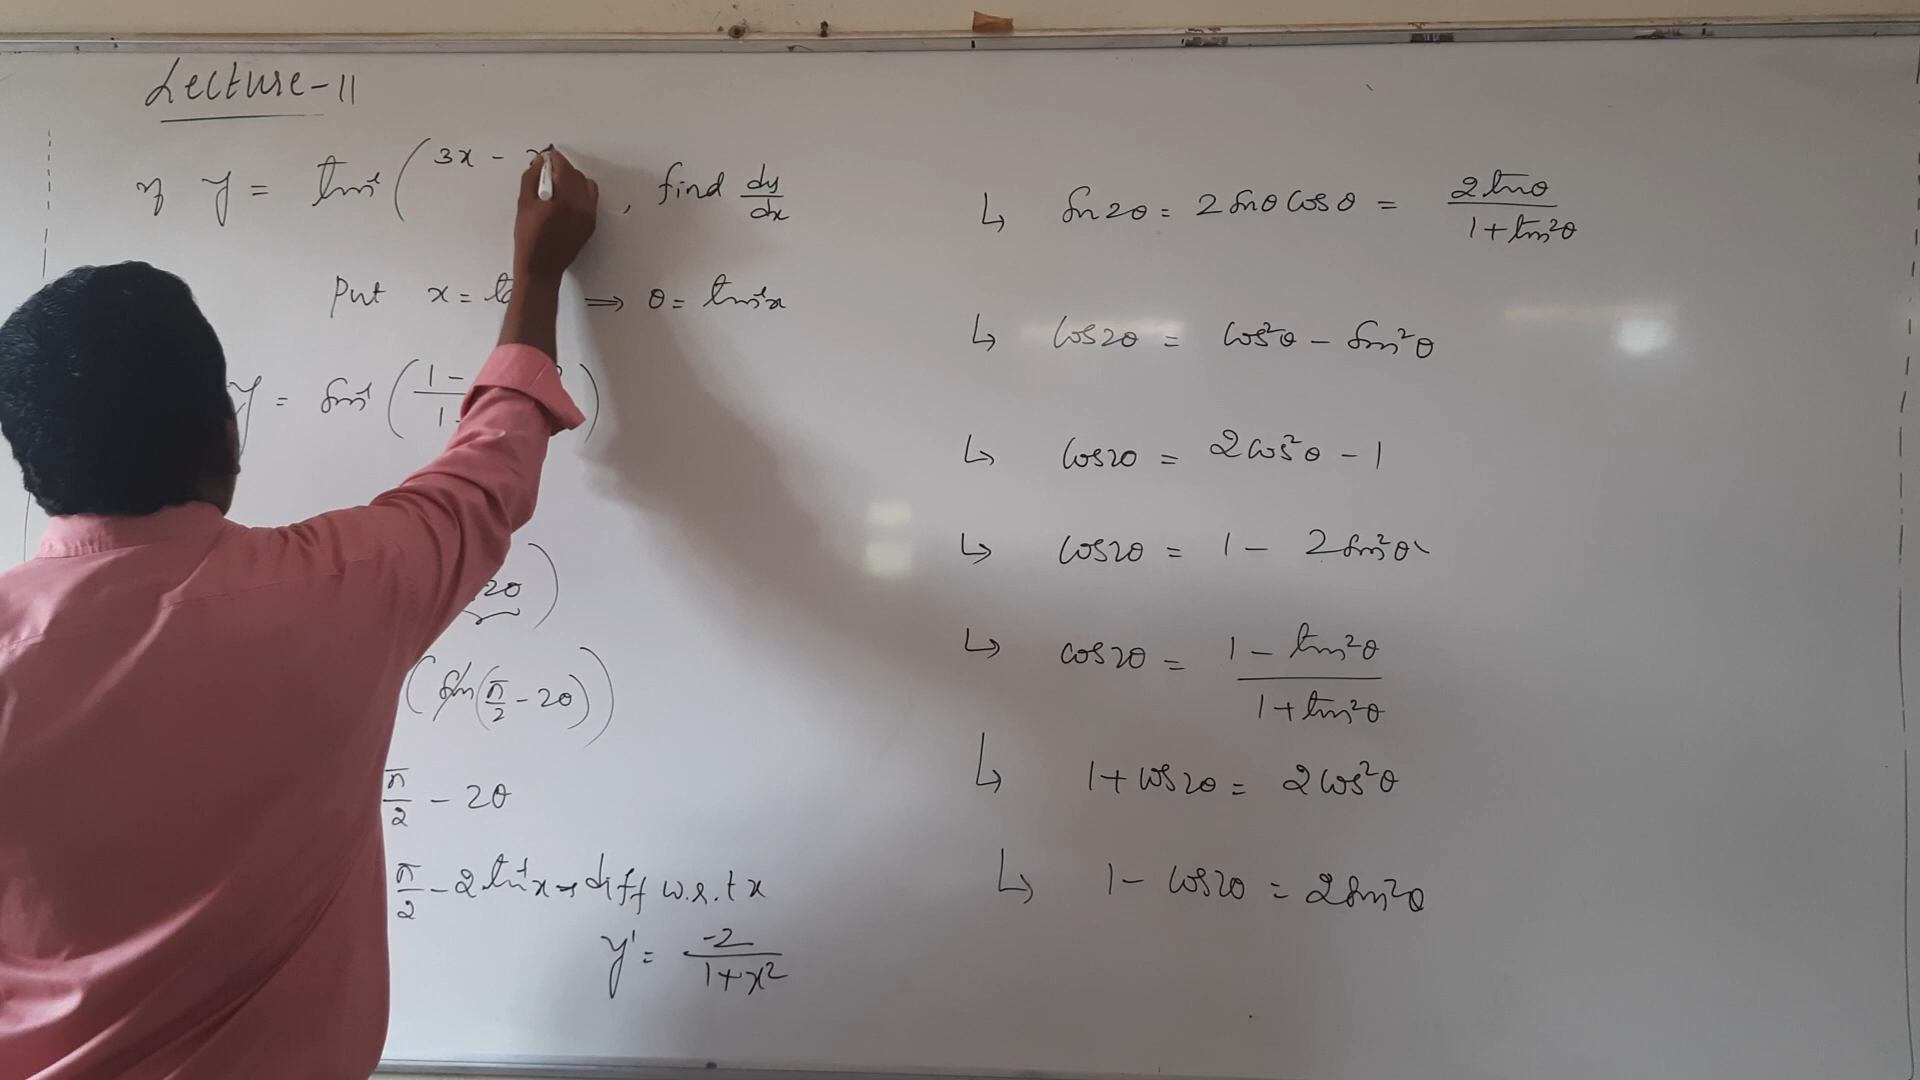 Lecture-11
If y = tan⁻¹(3x - x , find dy/dx
Put x = ta ⇒ θ = tan⁻¹x
y = sin⁻¹(1- / 1 )
2θ)
(sin(π/2 - 2θ))
π/2 - 2θ
π/2 - 2tan⁻¹x → diff w.r.t x
y' = -2/1+x²
↳ sin2θ = 2sinθcosθ = 2tanθ/1+tan²θ
↳ cos2θ = cos²θ - sin²θ
↳ cos2θ = 2cos²θ - 1
↳ cos2θ = 1 - 2sin²θ
↳ cos2θ = 1 - tan²θ/1+tan²θ
↳ 1+cos2θ = 2cos²θ
↳ 1-cos2θ = 2sin²θ